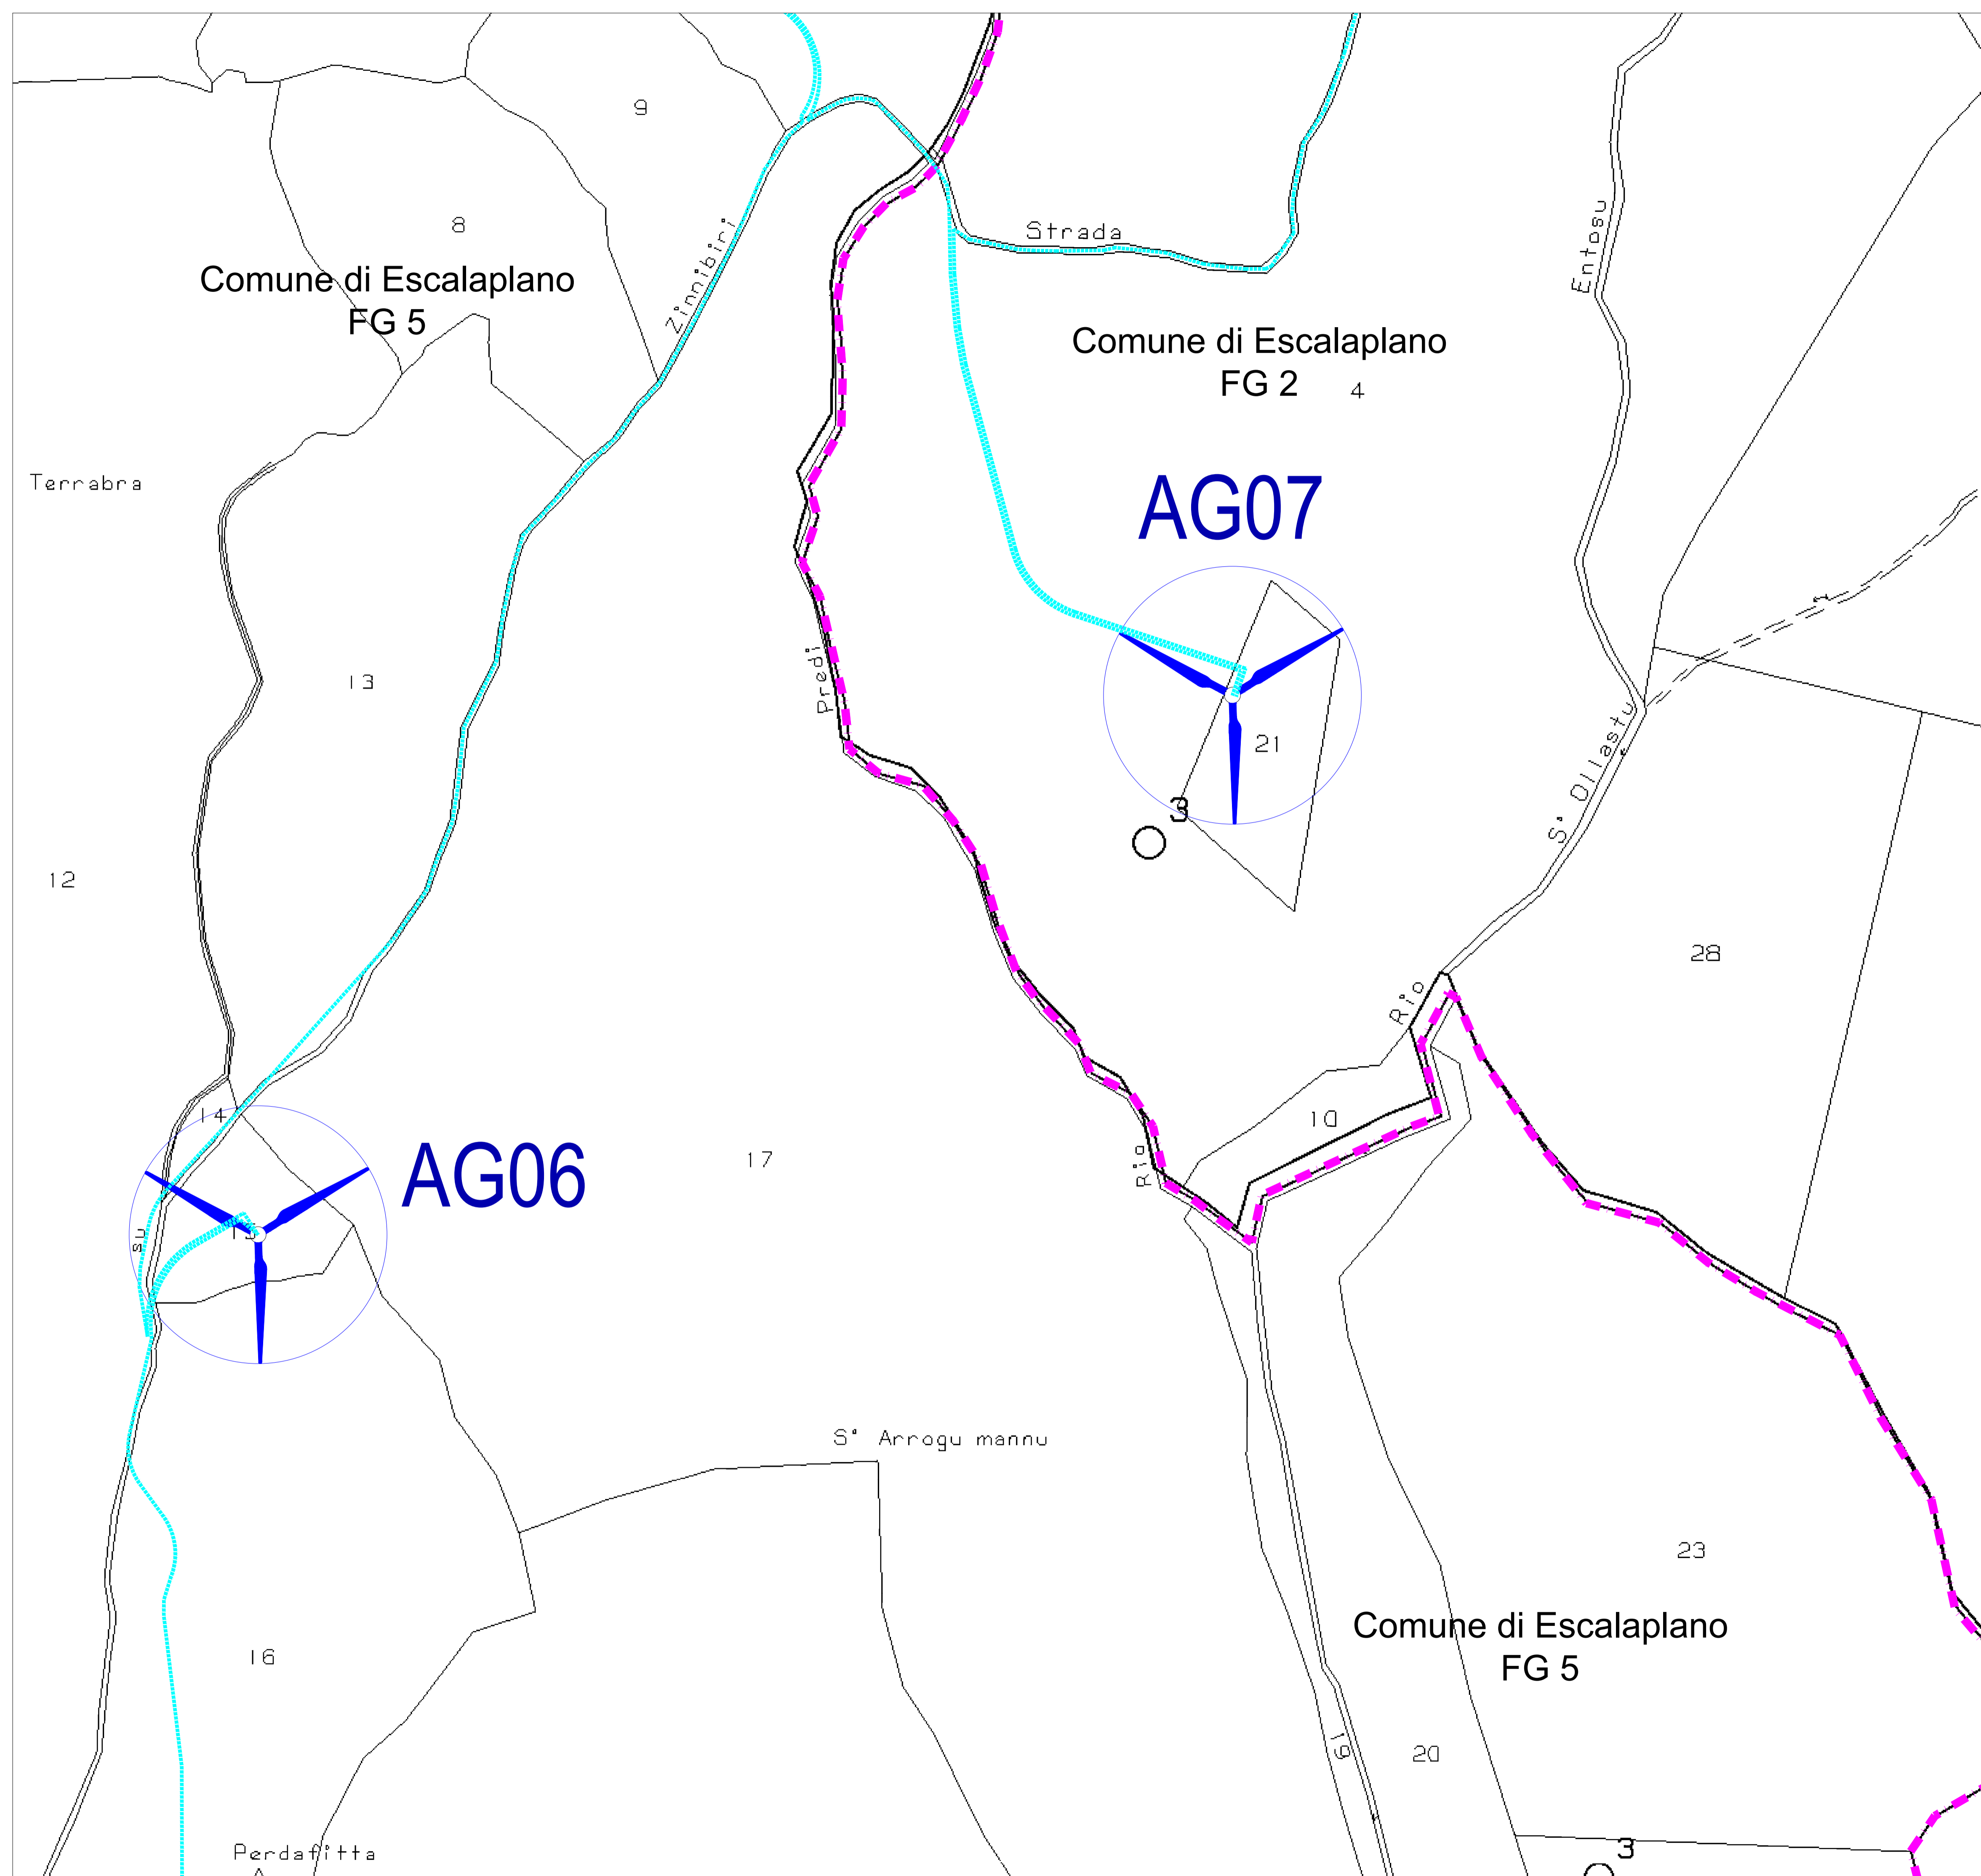 9
8
Zinnibiri
Strada
Entosu
Comune di Escalaplano
FG 5
Comune di Escalaplano
FG 2
4
Terrabra
AG07
13
Predi
21
S' Ollastu
3
12
28
Rio
10
14
AG06
17
Rio
su
15
S' Arrogu mannu
23
Comune di Escalaplano
FG 5
16
19
20
Perdafitta
3